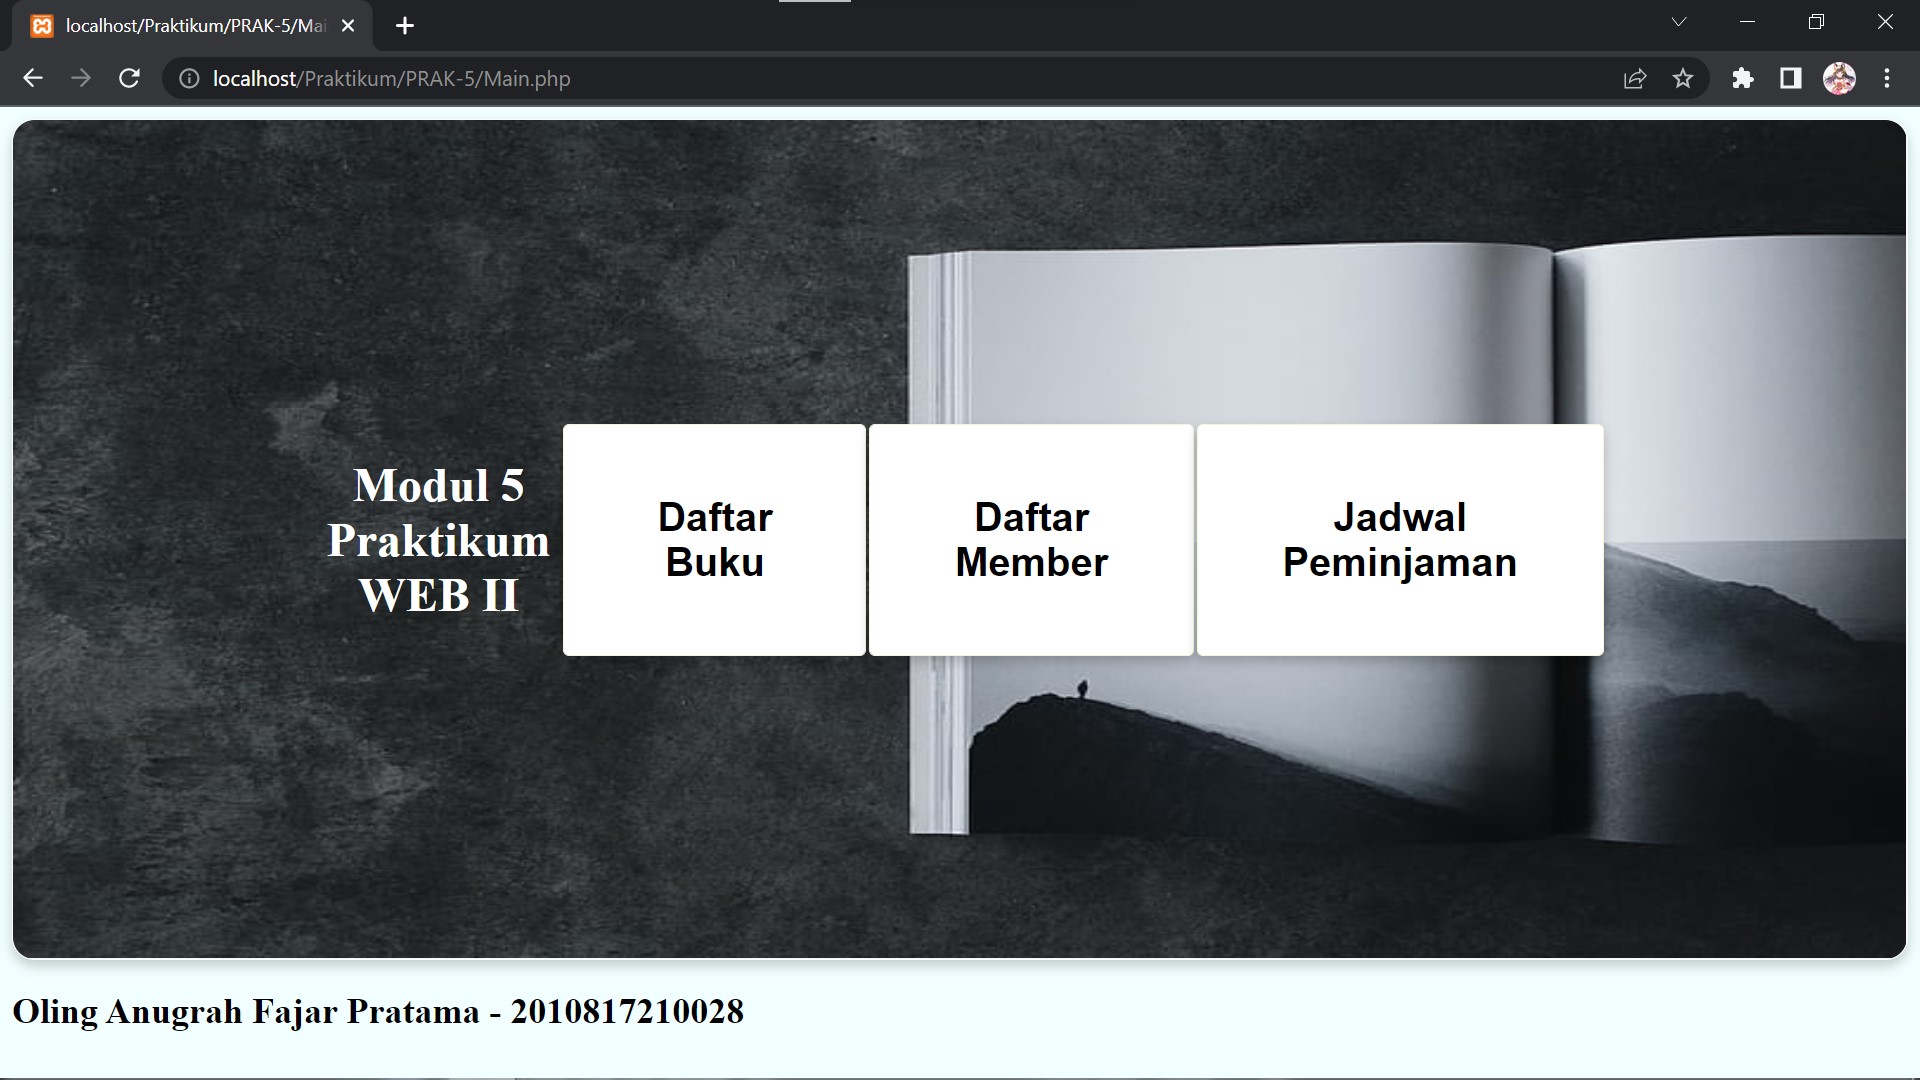 localhost/Praktikum/PRAK-5/Mai
localhost/Praktikum/PRAK-5/Main.php
Modul 5
Praktikum
WEB II
Daftar
Buku
Daftar
Member
Jadwal
Peminjaman
Oling Anugrah Fajar Pratama - 2010817210028